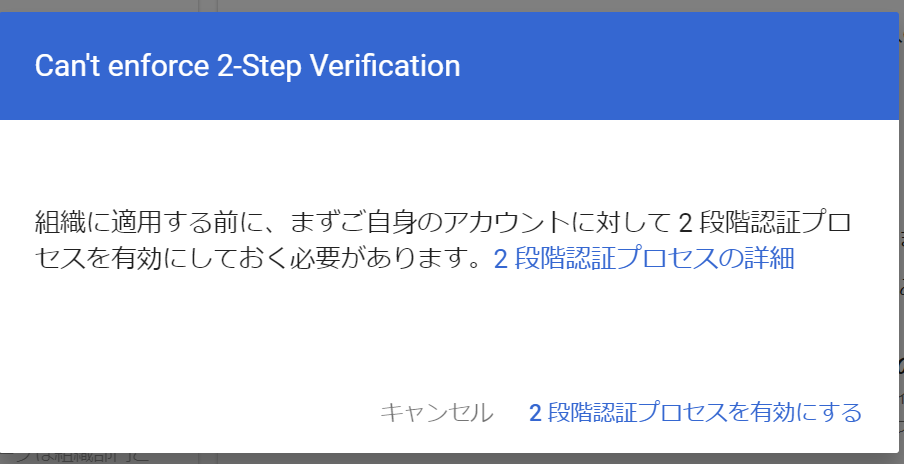 Can't enforce 2-Step Verification
組織に適用する前に、まずご自身のアカウントに対して 2 段階認証プロ
セスを有効にしておく必要があります。2 段階認証プロセスの詳細
キャンセル 2 段階認証プロセスを有効にする